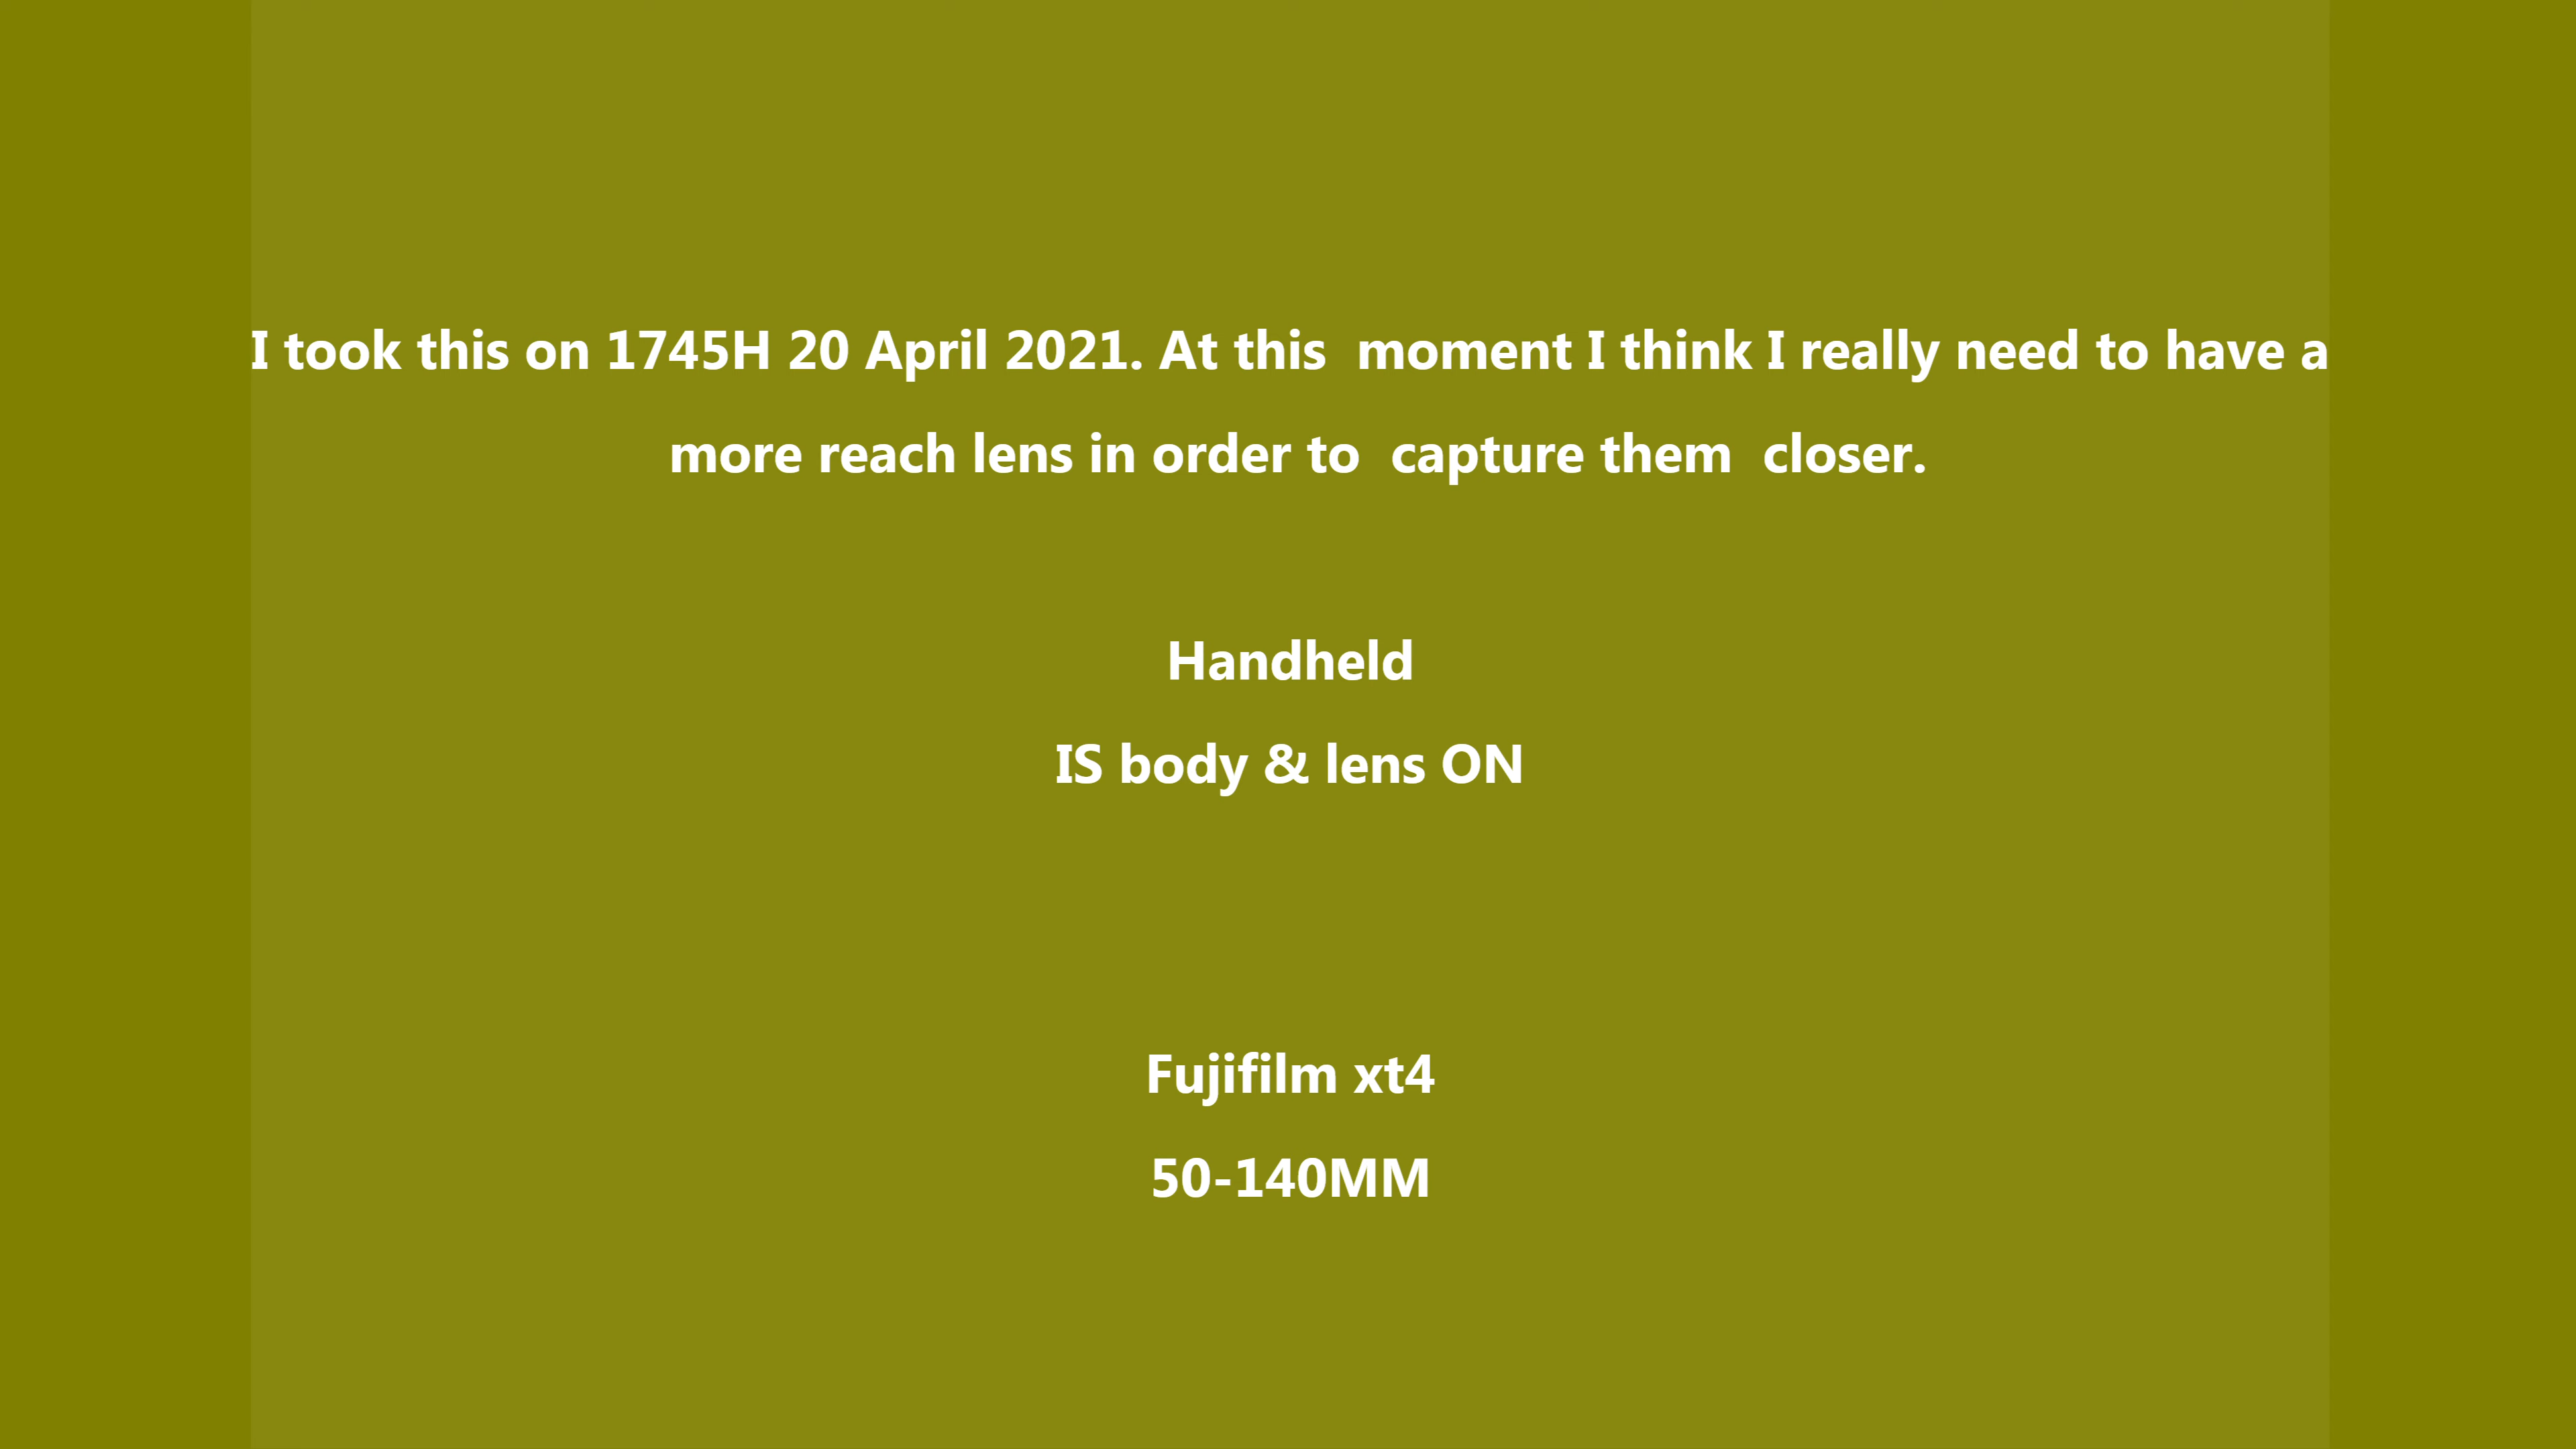 I took this on 1745H 20 April 2021. At this  moment I think I really need to have a
more reach lens in order to  capture them  closer.
Handheld
IS body & lens ON
Fujifilm xt4
50-140MM